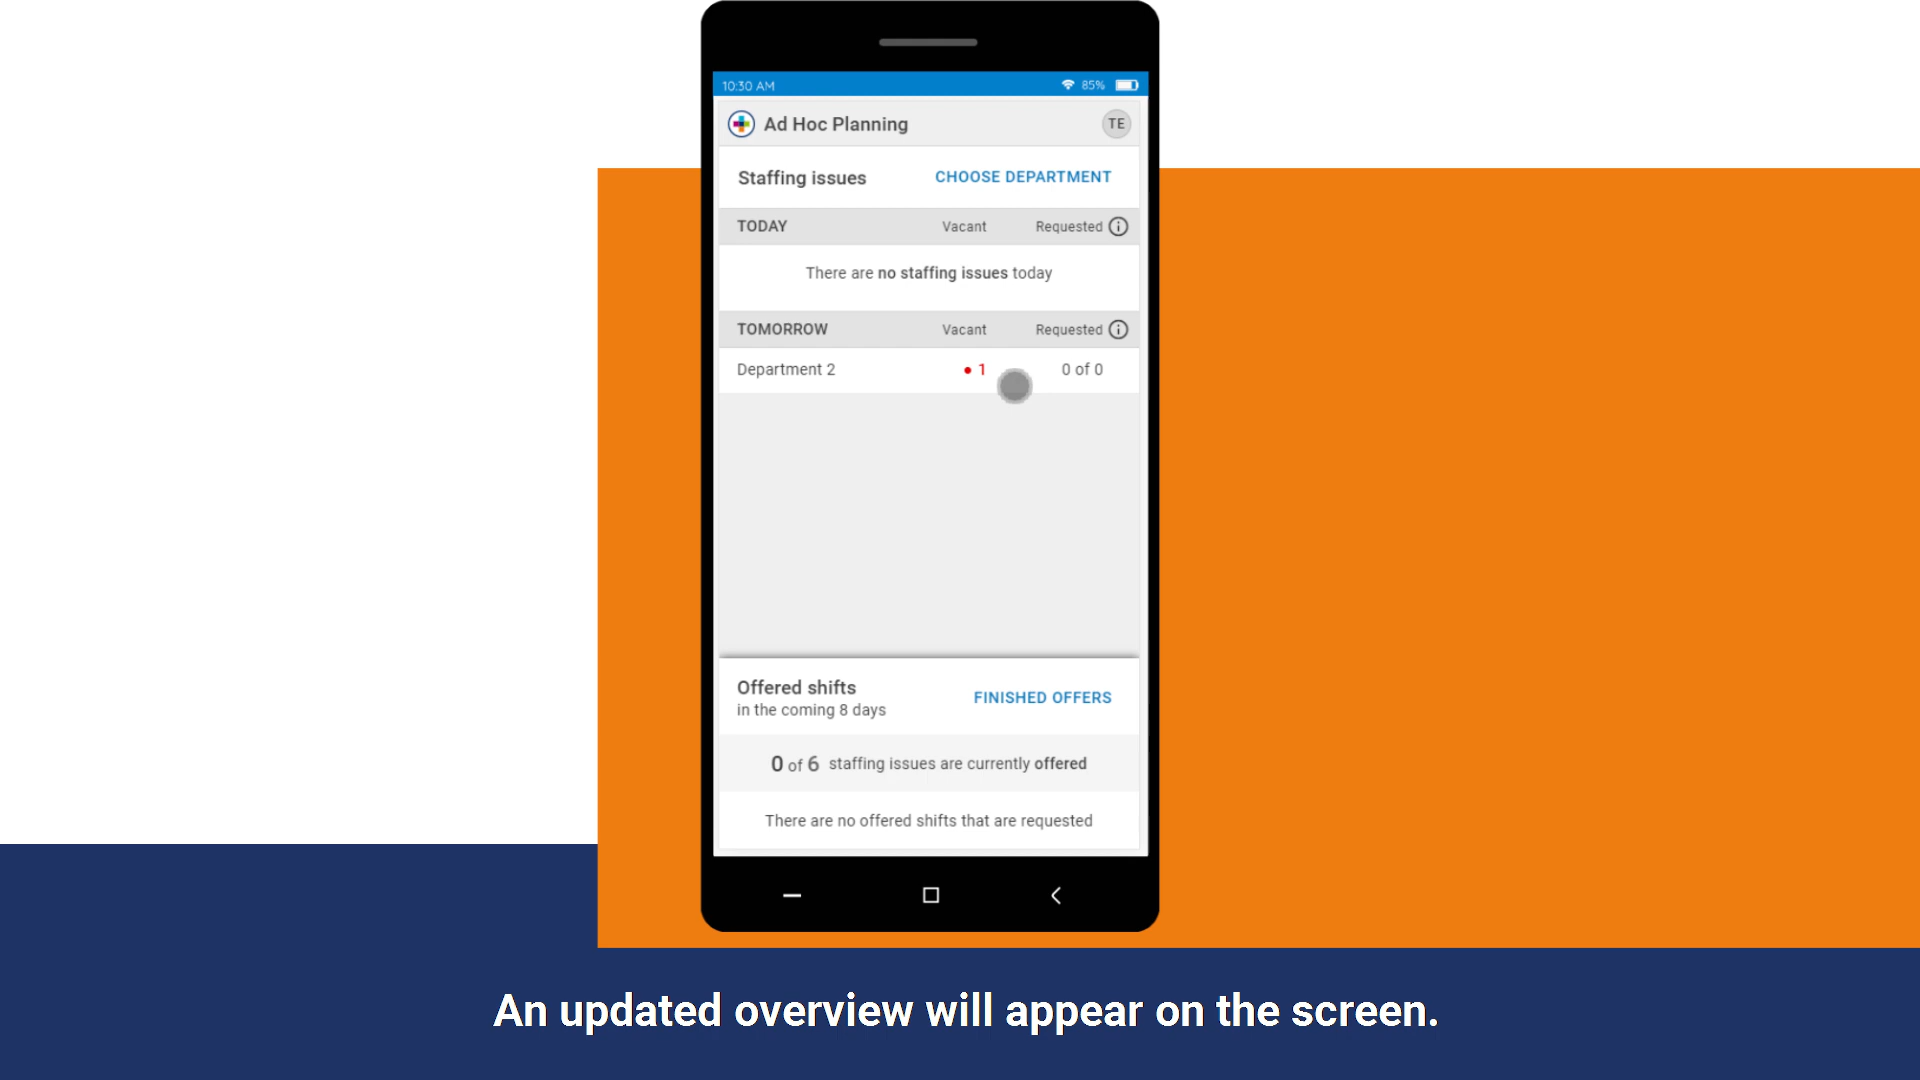 10:30 AM 85%
Ad Hoc Planning TE
Staffing issues CHOOSE DEPARTMENT
TODAY Vacant Requested
There are no staffing issues today
TOMORROW Vacant Requested
Department 2 1 0 of 0
Offered shifts
in the coming 8 days
FINISHED OFFERS
0 of 6 staffing issues are currently offered
There are no offered shifts that are requested
An updated overview will appear on the screen.